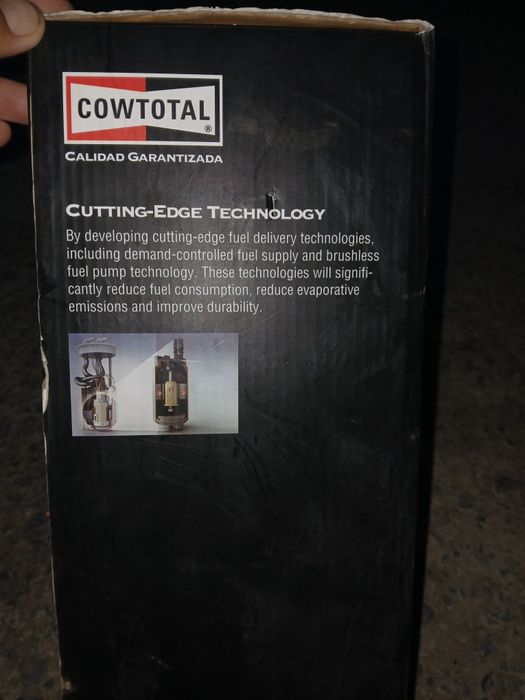 COWTOTAL
®
CALIDAD GARANTIZADA
CUTTING-EDGE TECHNOLOGY
By developing cutting-edge fuel delivery technologies,
including demand-controlled fuel supply and brushless
fuel pump technology. These technologies will signifi-
cantly reduce fuel consumption, reduce evaporative
emissions and improve durability.